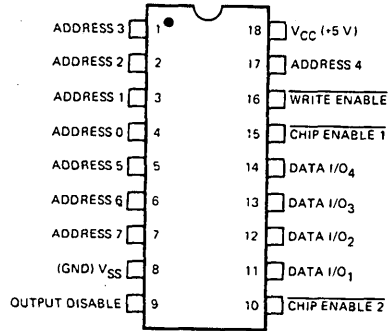 ADDRESS 3 1 18 VCC (+5 V)
ADDRESS 2 2 17 ADDRESS 4
ADDRESS 1 3 16 WRITE ENABLE
ADDRESS 0 4 15 CHIP ENABLE 1
ADDRESS 5 5 14 DATA I/O4
ADDRESS 6 6 13 DATA I/O3
ADDRESS 7 7 12 DATA I/O2
(GND) VSS 8 11 DATA I/O1
OUTPUT DISABLE 9 10 CHIP ENABLE 2